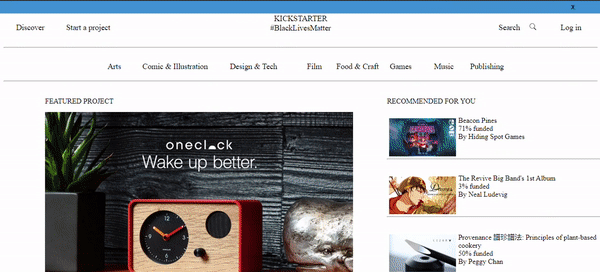 x
KICKSTARTER
Discover
Start a project
#BlackLivesMatter
Search
Log in
Arts
Comic & Illustration
Design & Tech
Film
Food & Craft
Games
Music
Publishing
FEATURED PROJECT
RECOMMENDED FOR YOU
oneclock
Wake up better.
Beacon Pines
71% funded
By Hiding Spot Games
The Revive Big Band's 1st Album
3% funded
By Neal Ludevig
Provenance 譜珍譜法: Principles of plant-based
cookery
50% funded
By Peggy Chan